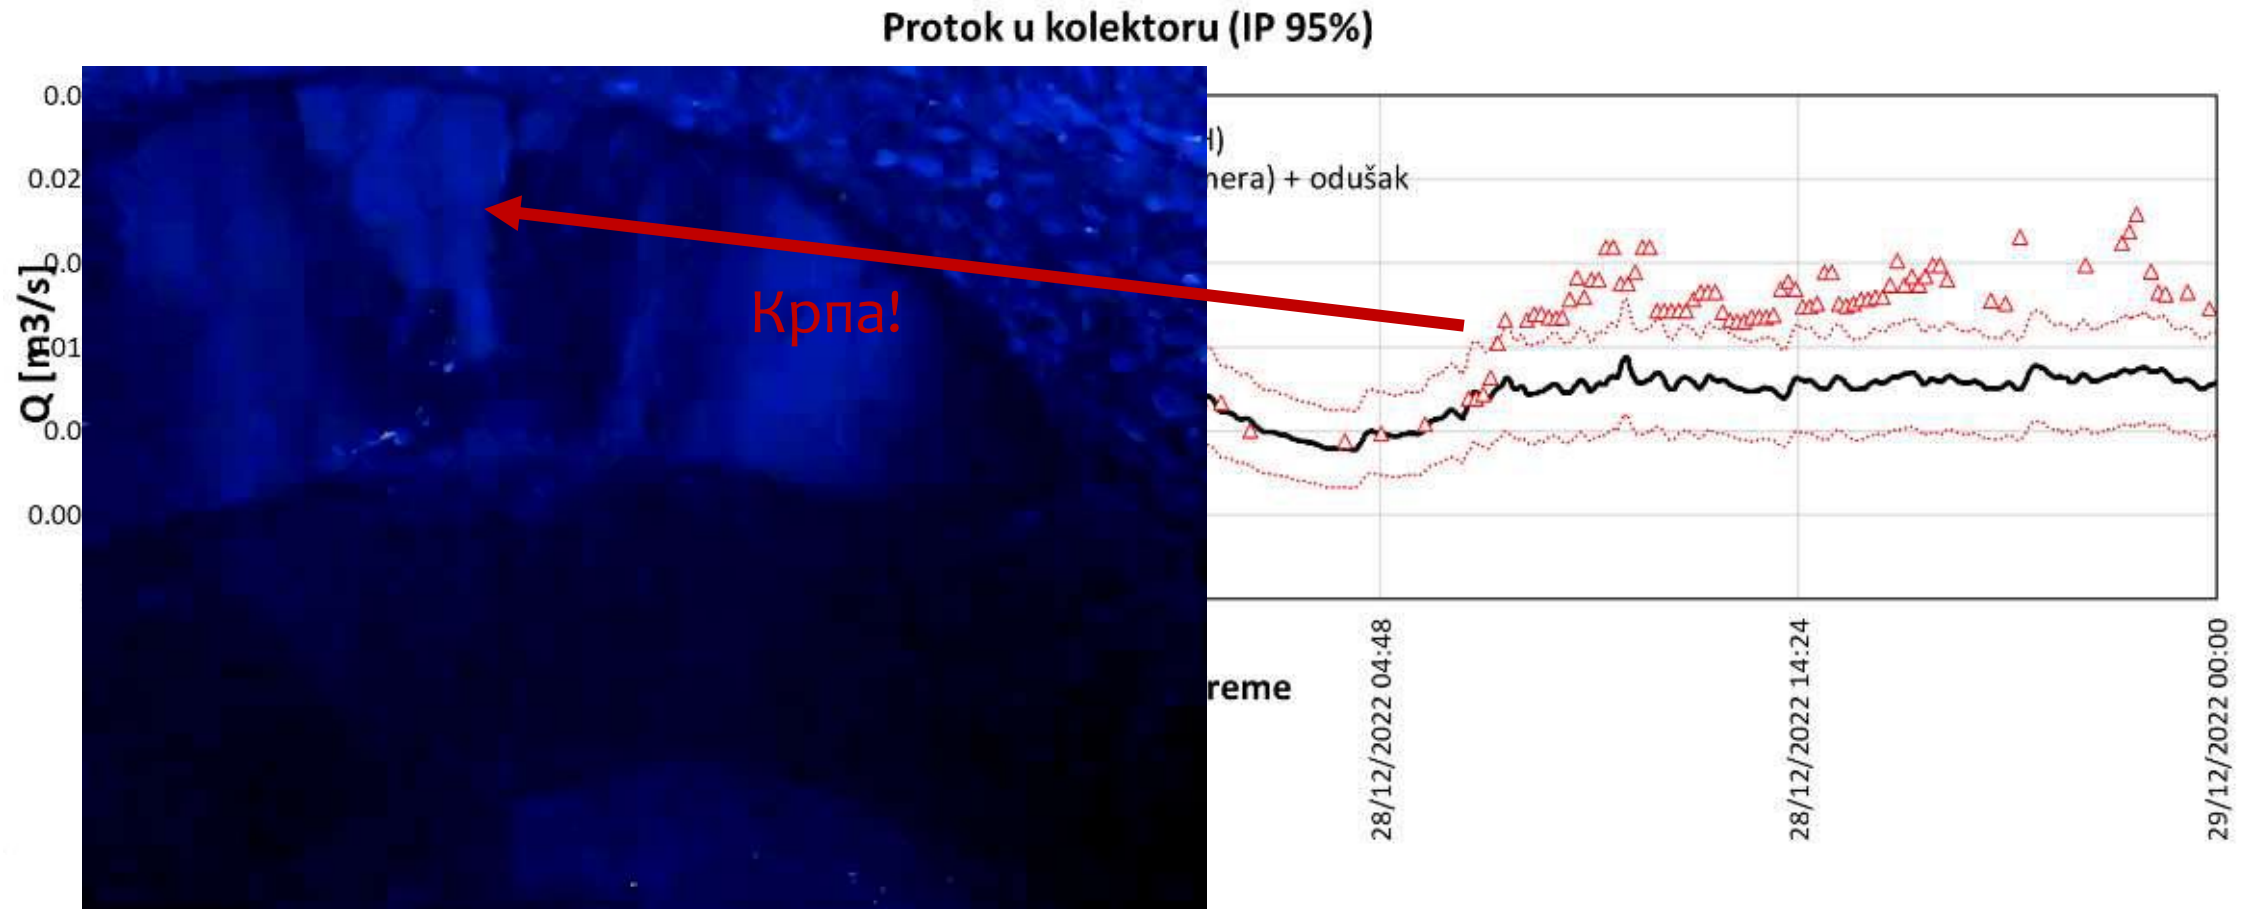 Protok u kolektoru (IP 95%)
0.0
0.02
0.0
01
0.0
0.00
Q [m3/s]
H)
nera) + odušak
Крпа!
28/12/2022 04:48
28/12/2022 14:24
29/12/2022 00:00
reme